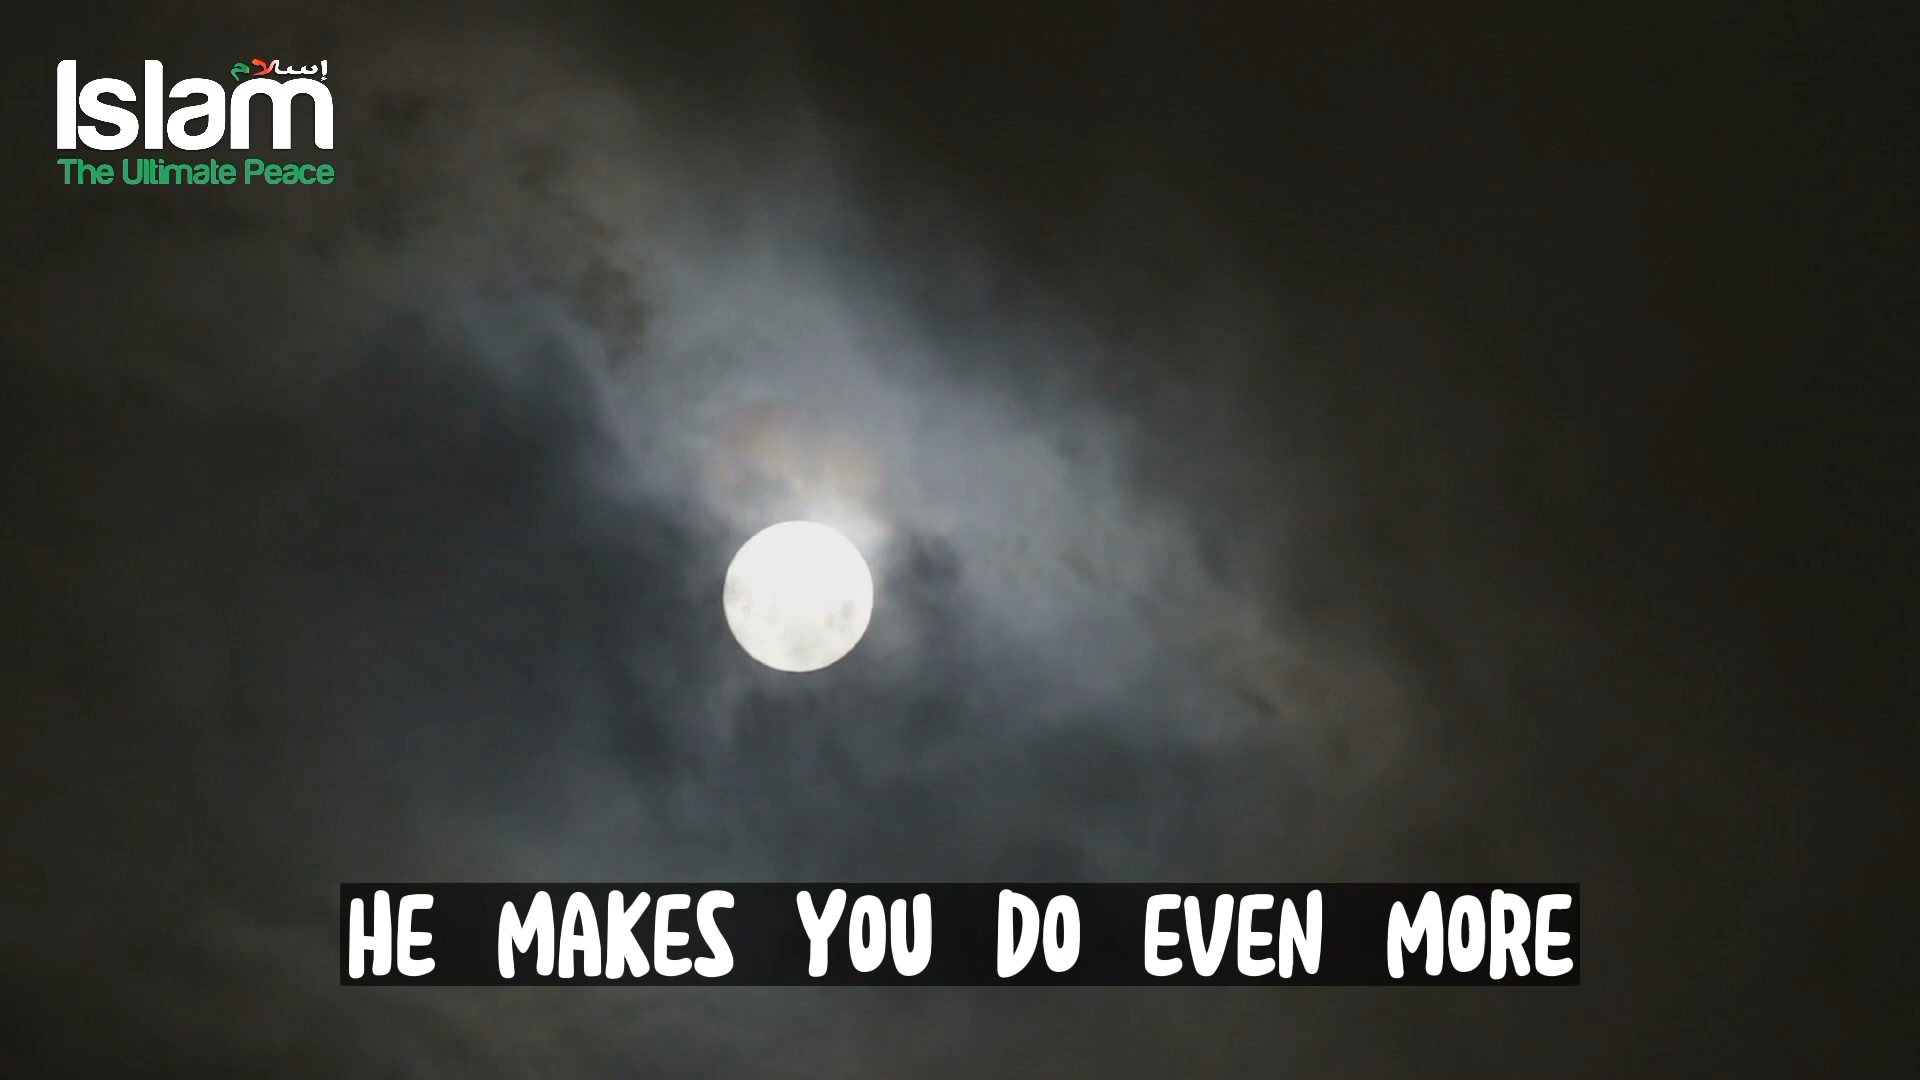 إسلام
Islam
The Ultimate Peace
HE MAKES YOU DO EVEN MORE